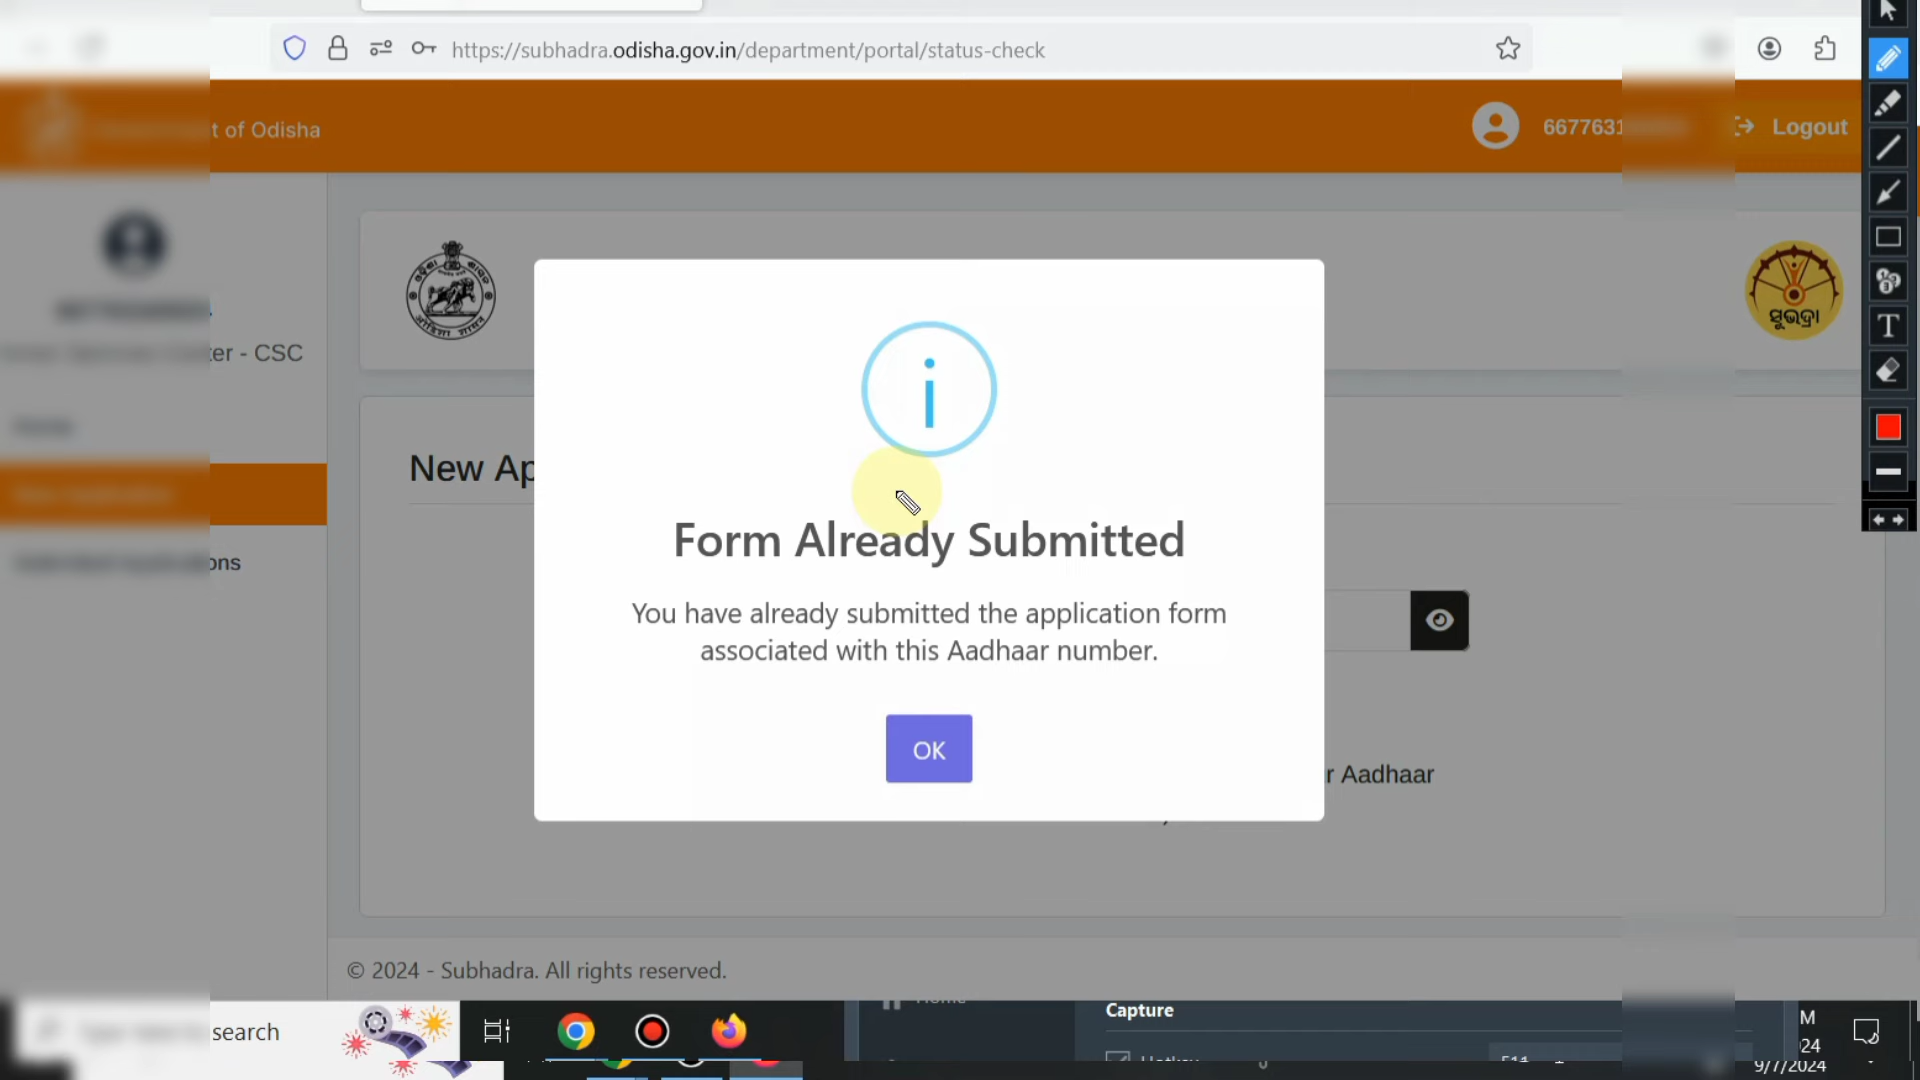 https://subhadra.odisha.gov.in/department/portal/status-check
t of Odisha
667763
Logout
er - CSC
ସୁଭଦ୍ରା
New Ap
Form Already Submitted
You have already submitted the application form
associated with this Aadhaar number.
OK
ons
r Aadhaar
© 2024 - Subhadra. All rights reserved.
search
Capture
M
24
9/7/2024
T